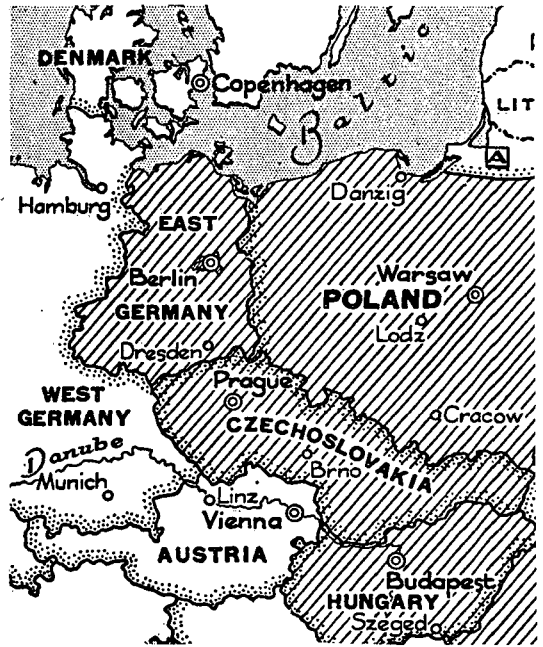 DENMARK
Copenhagen
Baltic
LIT
A
Hamburg
Danzig
EAST
GERMANY
Berlin
Warsaw
POLAND
Lodz
Dresden
Prague
WEST
GERMANY
CZECHOSLOVAKIA
Cracow
Danube
Brno
Munich
Linz
Vienna
AUSTRIA
Budapest
HUNGARY
Szeged